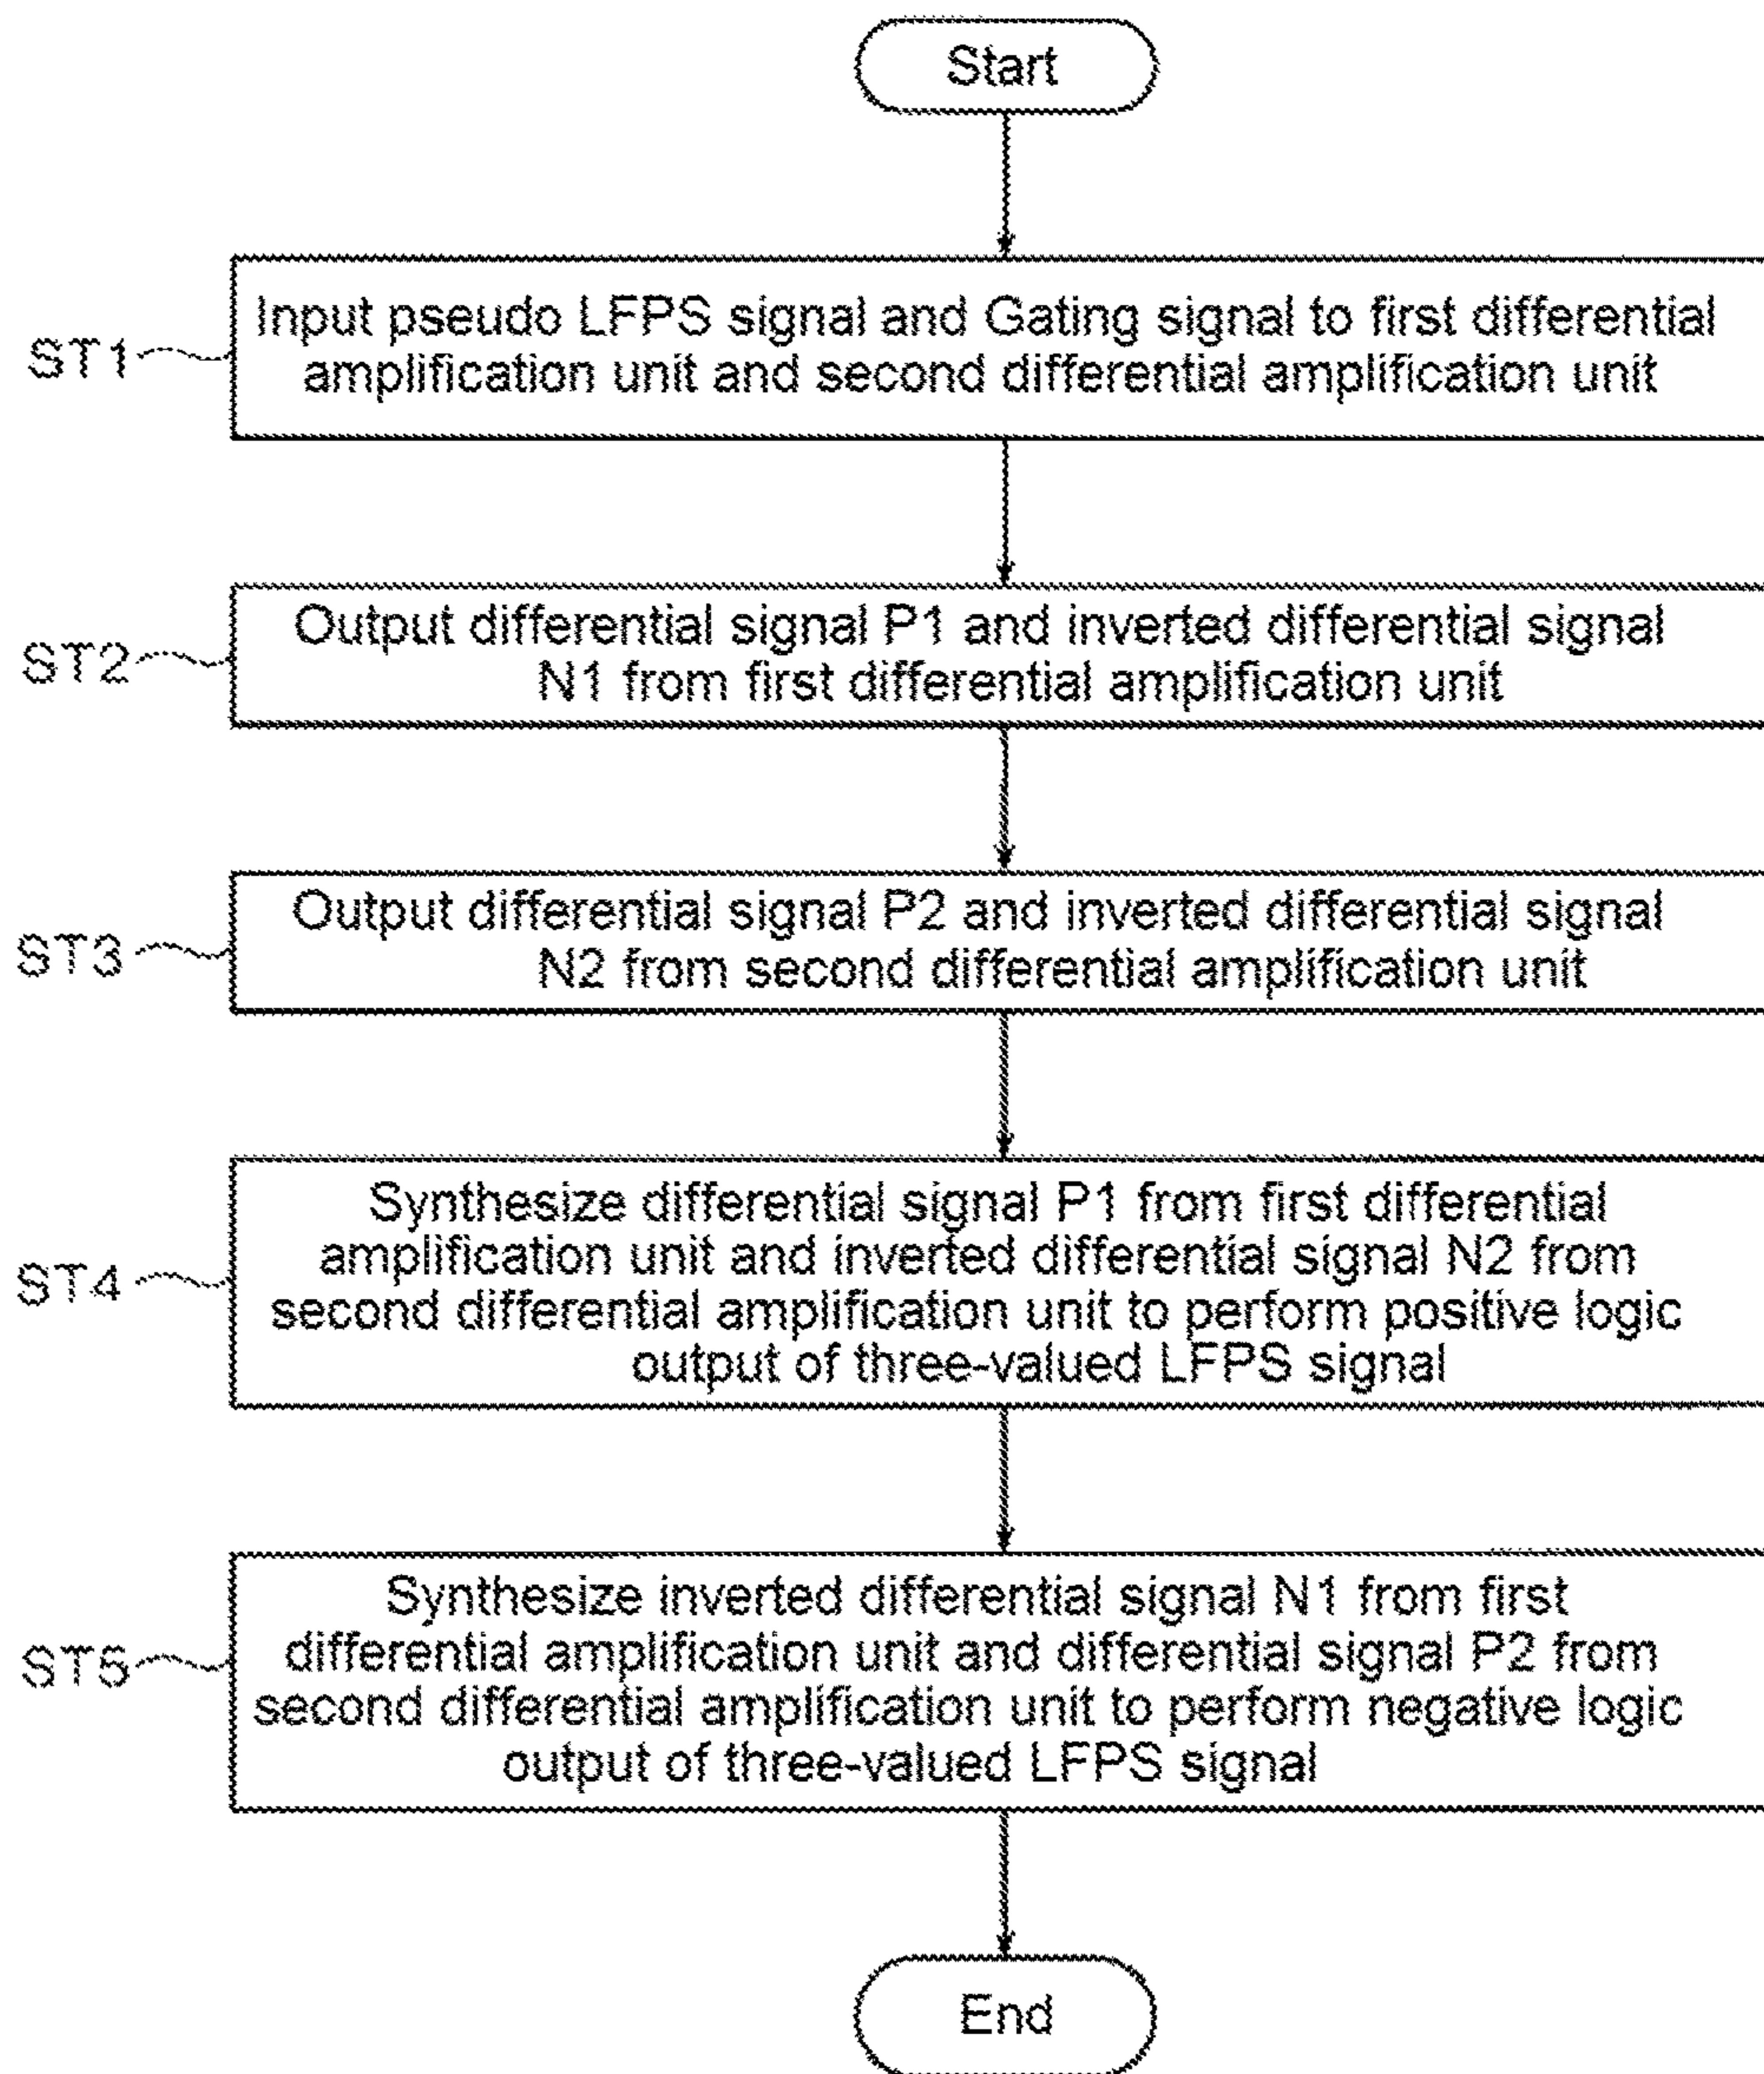 Start
ST1
Input pseudo LFPS signal and Gating signal to first differential
amplification unit and second differential amplification unit
ST2
Output differential signal P1 and inverted differential signal
N1 from first differential amplification unit
ST3
Output differential signal P2 and inverted differential signal
N2 from second differential amplification unit
ST4
Synthesize differential signal P1 from first differential
amplification unit and inverted differential signal N2 from
second differential amplification unit to perform positive logic
output of three-valued LFPS signal
ST5
Synthesize inverted differential signal N1 from first
differential amplification unit and differential signal P2 from
second differential amplification unit to perform negative logic
output of three-valued LFPS signal
End